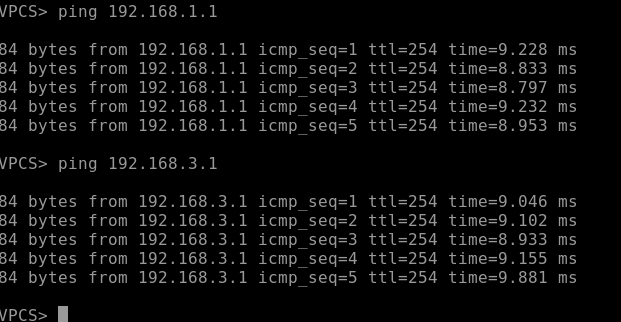 VPCS> ping 192.168.1.1
84 bytes from 192.168.1.1 icmp_seq=1 ttl=254 time=9.228 ms
84 bytes from 192.168.1.1 icmp_seq=2 ttl=254 time=8.833 ms
84 bytes from 192.168.1.1 icmp_seq=3 ttl=254 time=8.797 ms
84 bytes from 192.168.1.1 icmp_seq=4 ttl=254 time=9.232 ms
84 bytes from 192.168.1.1 icmp_seq=5 ttl=254 time=8.953 ms
VPCS> ping 192.168.3.1
84 bytes from 192.168.3.1 icmp_seq=1 ttl=254 time=9.046 ms
84 bytes from 192.168.3.1 icmp_seq=2 ttl=254 time=9.102 ms
84 bytes from 192.168.3.1 icmp_seq=3 ttl=254 time=8.933 ms
84 bytes from 192.168.3.1 icmp_seq=4 ttl=254 time=9.155 ms
84 bytes from 192.168.3.1 icmp_seq=5 ttl=254 time=9.881 ms
VPCS>